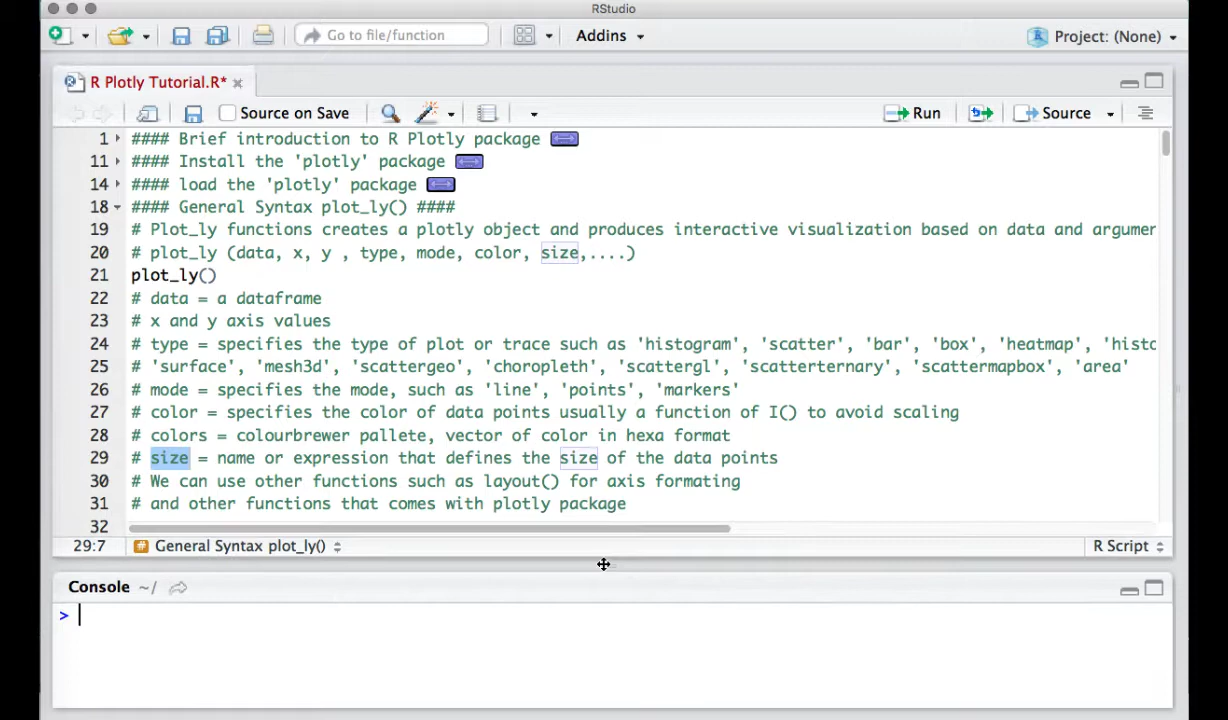 RStudio
Go to file/function
Addins
Project: (None)
R Plotly Tutorial.R*
Source on Save
Run
Source
1 #### Brief introduction to R Plotly package
11 #### Install the 'plotly' package
14 #### load the 'plotly' package
18 #### General Syntax plot_ly() ####
19 # Plot_ly functions creates a plotly object and produces interactive visualization based on data and argumer
20 # plot_ly (data, x, y , type, mode, color, size,....)
21 plot_ly()
22 # data = a dataframe
23 # x and y axis values
24 # type = specifies the type of plot or trace such as 'histogram', 'scatter', 'bar', 'box', 'heatmap', 'histo
25 # 'surface', 'mesh3d', 'scattergeo', 'choropleth', 'scattergl', 'scatterternary', 'scattermapbox', 'area'
26 # mode = specifies the mode, such as 'line', 'points', 'markers'
27 # color = specifies the color of data points usually a function of I() to avoid scaling
28 # colors = colourbrewer pallete, vector of color in hexa format
29 # size = name or expression that defines the size of the data points
30 # We can use other functions such as layout() for axis formating
31 # and other functions that comes with plotly package
32
29:7 # General Syntax plot_ly() R Script
Console ~/
>